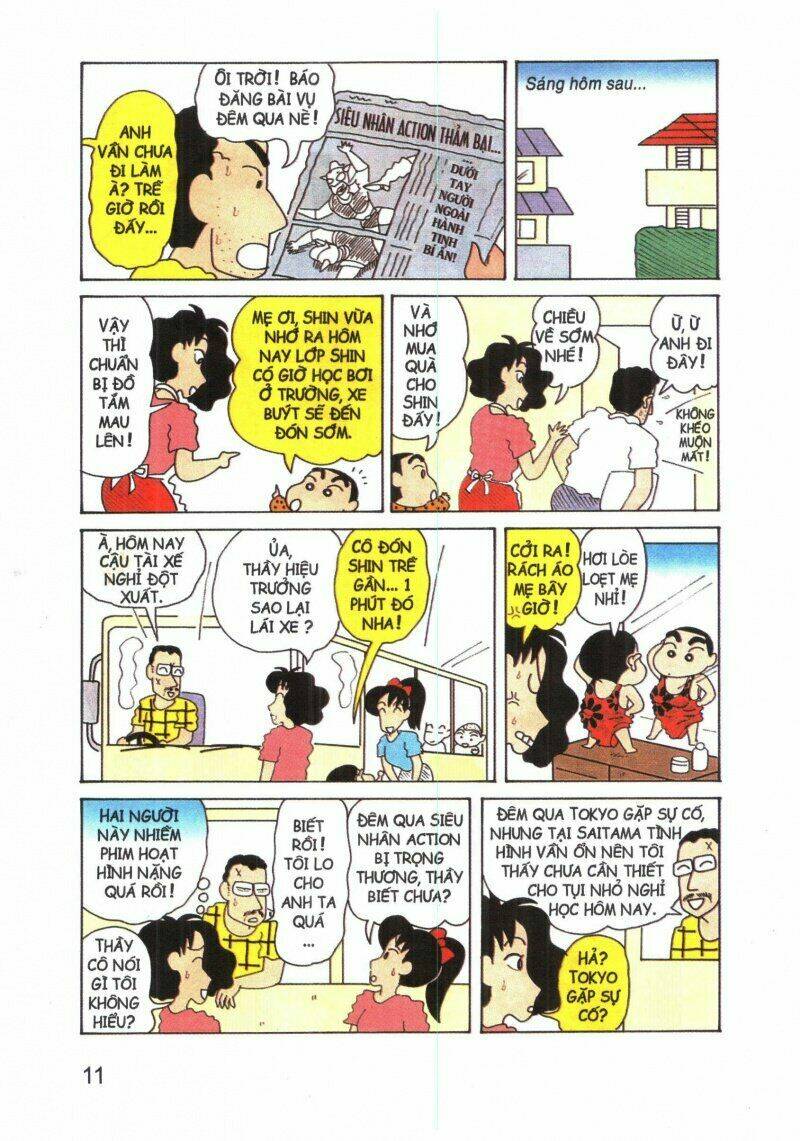 Sáng hôm sau...
ÔI TRỜI! BÁO
ĐĂNG BÀI VỤ
ĐÊM QUA NÈ!
SIÊU NHÂN ACTION THẢM BẠI...
...
DƯỚI
TAY
NGƯỜI
NGOÀI
HÀNH
TINH
BÍ ẨN!
ANH
VẪN CHƯA
ĐI LÀM
À? TRỄ
GIỜ RỒI
ĐẤY...
Ừ, Ừ
ANH ĐI
ĐÂY!
KHÔNG
KHÉO
MUỘN
MẤT!
CHIỀU
VỀ SỚM
NHÉ!
VÀ
NHỚ
MUA
QUÀ
CHO
SHIN
ĐẤY!
MẸ ƠI, SHIN VỪA
NHỚ RA HÔM
NAY LỚP SHIN
CÓ GIỜ HỌC BƠI
Ở TRƯỜNG, XE
BUÝT SẼ ĐẾN
ĐÓN SỚM.
VẬY
THÌ
CHUẨN
BỊ ĐỒ
TẮM
MAU
LÊN!
HƠI LÒE
LOẸT MẸ
NHỈ!
CỞI RA!
RÁCH ÁO
MẸ BÂY
GIỜ!
CÔ ĐÓN
SHIN TRỄ
GẦN... 1
PHÚT ĐÓ
NHA!
ỦA,
THẦY HIỆU
TRƯỞNG
SAO LẠI
LÁI XE ?
À, HÔM NAY
CẬU TÀI XẾ
NGHỈ ĐỘT
XUẤT.
ĐÊM QUA TOKYO GẶP SỰ CỐ,
NHƯNG TẠI SAITAMA TÌNH
HÌNH VẪN ỔN NÊN TÔI
THẤY CHƯA CẦN THIẾT
CHO TỤI NHỎ NGHỈ
HỌC HÔM NAY.
HẢ?
TOKYO
GẶP SỰ
CỐ?
ĐÊM QUA SIÊU
NHÂN ACTION
BỊ TRỌNG
THƯƠNG, THẦY
BIẾT CHƯA?
BIẾT
RỒI!
TÔI LO
CHO
ANH TA
QUÁ
...
HAI NGƯỜI
NÀY NHIỄM
PHIM HOẠT
HÌNH NẶNG
QUÁ RỒI!
THẦY
CÔ NÓI
GÌ TÔI
KHÔNG
HIỂU?
11